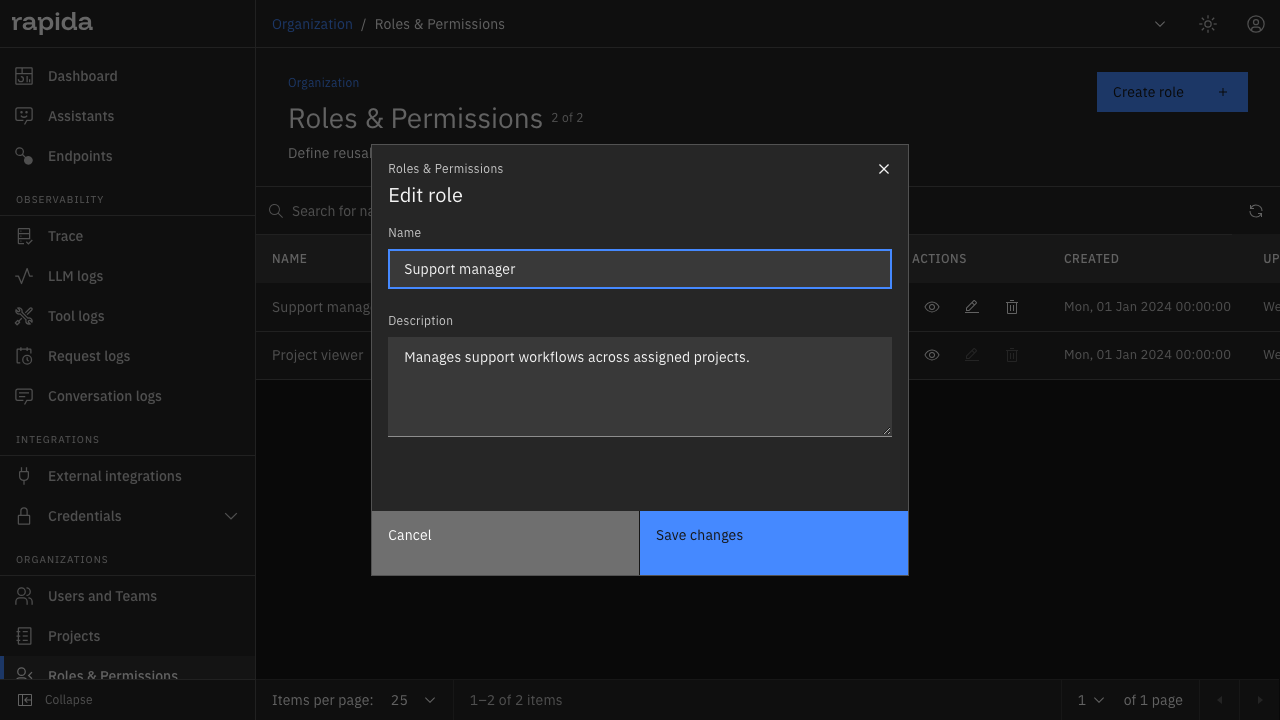 rapida
Organization / Roles & Permissions
Dashboard
Assistants
Endpoints
OBSERVABILITY
Trace
LLM logs
Tool logs
Request logs
Conversation logs
INTEGRATIONS
External integrations
Credentials
ORGANIZATIONS
Users and Teams
Projects
Roles & Permissions
Collapse
Organization
Roles & Permissions 2 of 2
Define
Create role +
Search for
NAME
ACTIONS
CREATED
Support
Mon, 01 Jan 2024 00:00:00
Project viewer
Mon, 01 Jan 2024 00:00:00
Roles & Permissions
Edit role
Name
Support manager
Description
Manages support workflows across assigned projects.
Cancel
Save changes
Items per page: 25
1–2 of 2 items
1
of 1 page